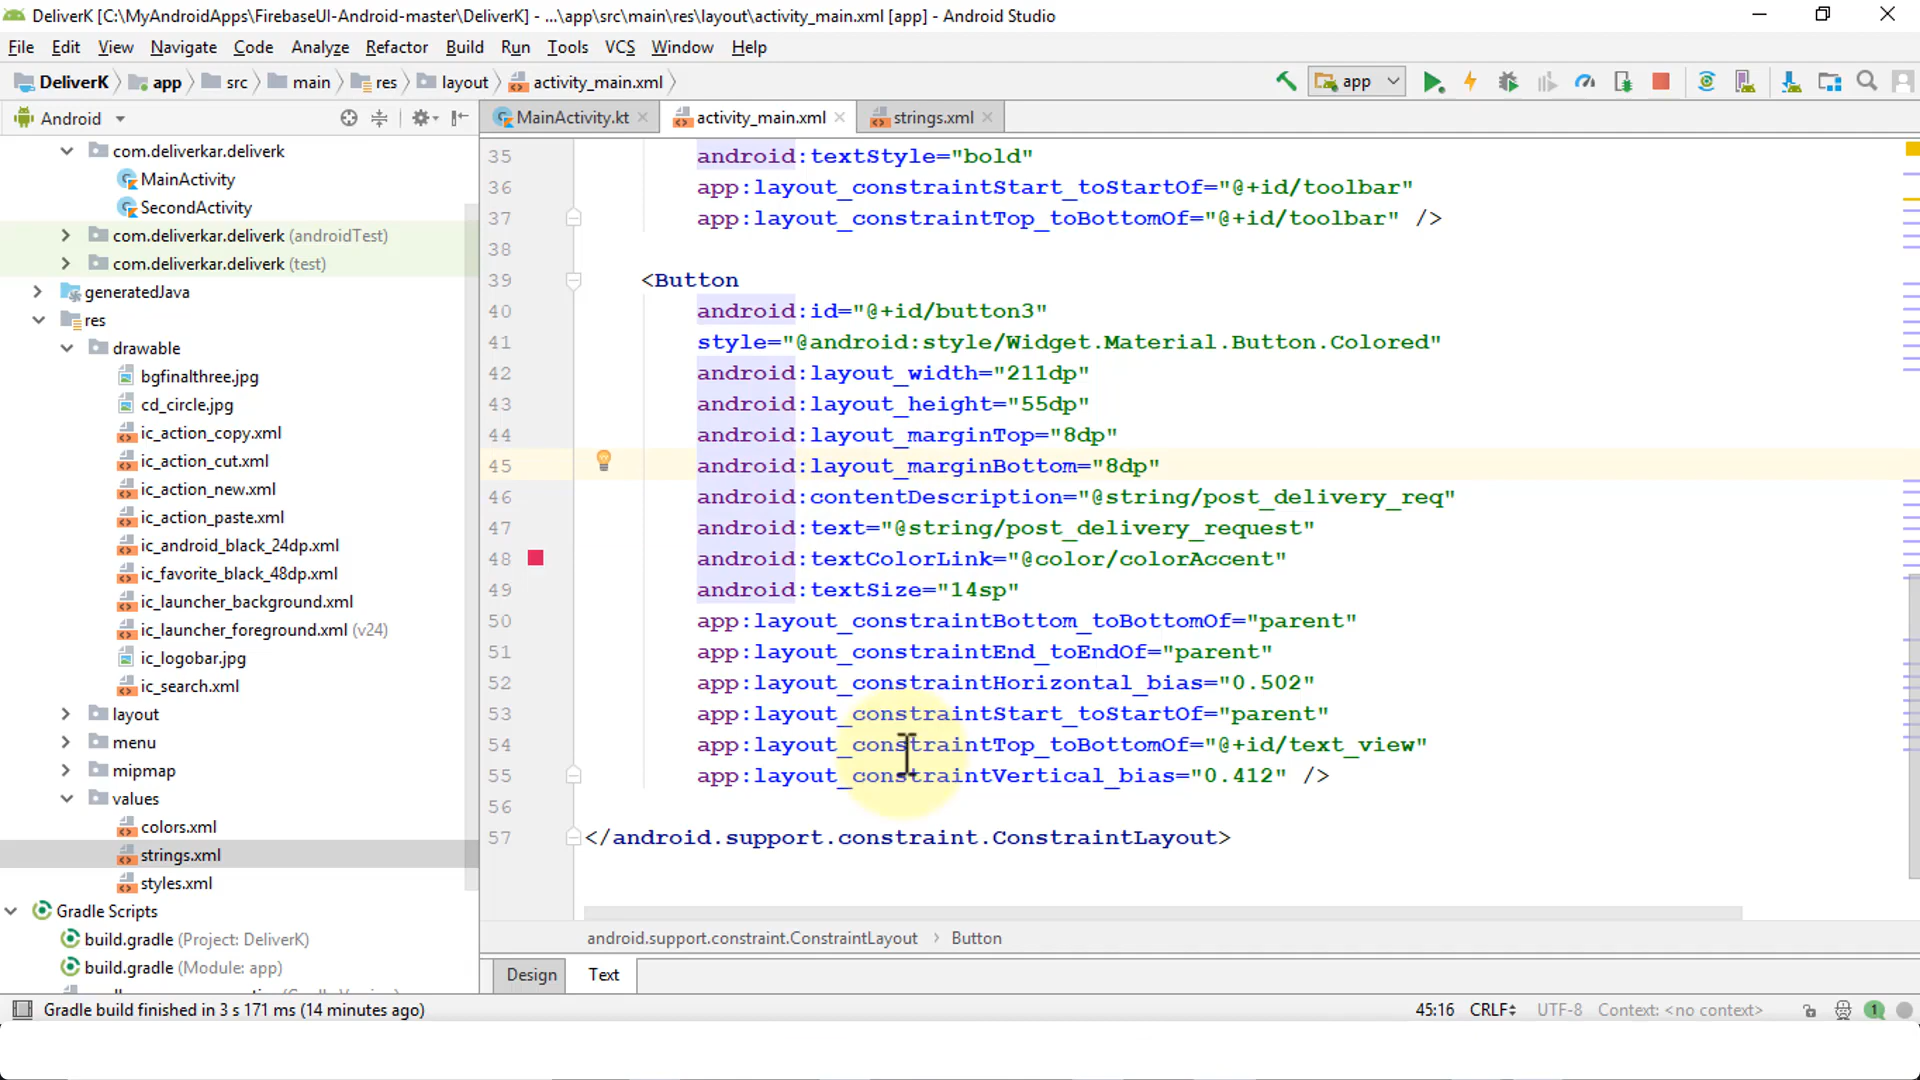 DeliverK [C:\MyAndroidApps\FirebaseUI-Android-master\DeliverK] - ...\app\src\main\res\layout\activity_main.xml [app] - Android Studio
File Edit View Navigate Code Analyze Refactor Build Run Tools VCS Window Help
DeliverK app src main res layout activity_main.xml app
Android
MainActivity.kt activity_main.xml strings.xml
com.deliverkar.deliverk
MainActivity
SecondActivity
com.deliverkar.deliverk (androidTest)
com.deliverkar.deliverk (test)
generatedJava
res
drawable
bgfinalthree.jpg
cd_circle.jpg
ic_action_copy.xml
ic_action_cut.xml
ic_action_new.xml
ic_action_paste.xml
ic_android_black_24dp.xml
ic_favorite_black_48dp.xml
ic_launcher_background.xml
ic_launcher_foreground.xml (v24)
ic_logobar.jpg
ic_search.xml
layout
menu
mipmap
values
colors.xml
strings.xml
styles.xml
Gradle Scripts
build.gradle (Project: DeliverK)
build.gradle (Module: app)
35 android:textStyle="bold"
36 app:layout_constraintStart_toStartOf="@+id/toolbar"
37 app:layout_constraintTop_toBottomOf="@+id/toolbar" />
38
39 <Button
40 android:id="@+id/button3"
41 style="@android:style/Widget.Material.Button.Colored"
42 android:layout_width="211dp"
43 android:layout_height="55dp"
44 android:layout_marginTop="8dp"
45 android:layout_marginBottom="8dp"
46 android:contentDescription="@string/post_delivery_req"
47 android:text="@string/post_delivery_request"
48 android:textColorLink="@color/colorAccent"
49 android:textSize="14sp"
50 app:layout_constraintBottom_toBottomOf="parent"
51 app:layout_constraintEnd_toEndOf="parent"
52 app:layout_constraintHorizontal_bias="0.502"
53 app:layout_constraintStart_toStartOf="parent"
54 app:layout_constraintTop_toBottomOf="@+id/text_view"
55 app:layout_constraintVertical_bias="0.412" />
56
57 </android.support.constraint.ConstraintLayout>
android.support.constraint.ConstraintLayout Button
Design Text
Gradle build finished in 3 s 171 ms (14 minutes ago) 45:16 CRLF UTF-8 Context: <no context> 1